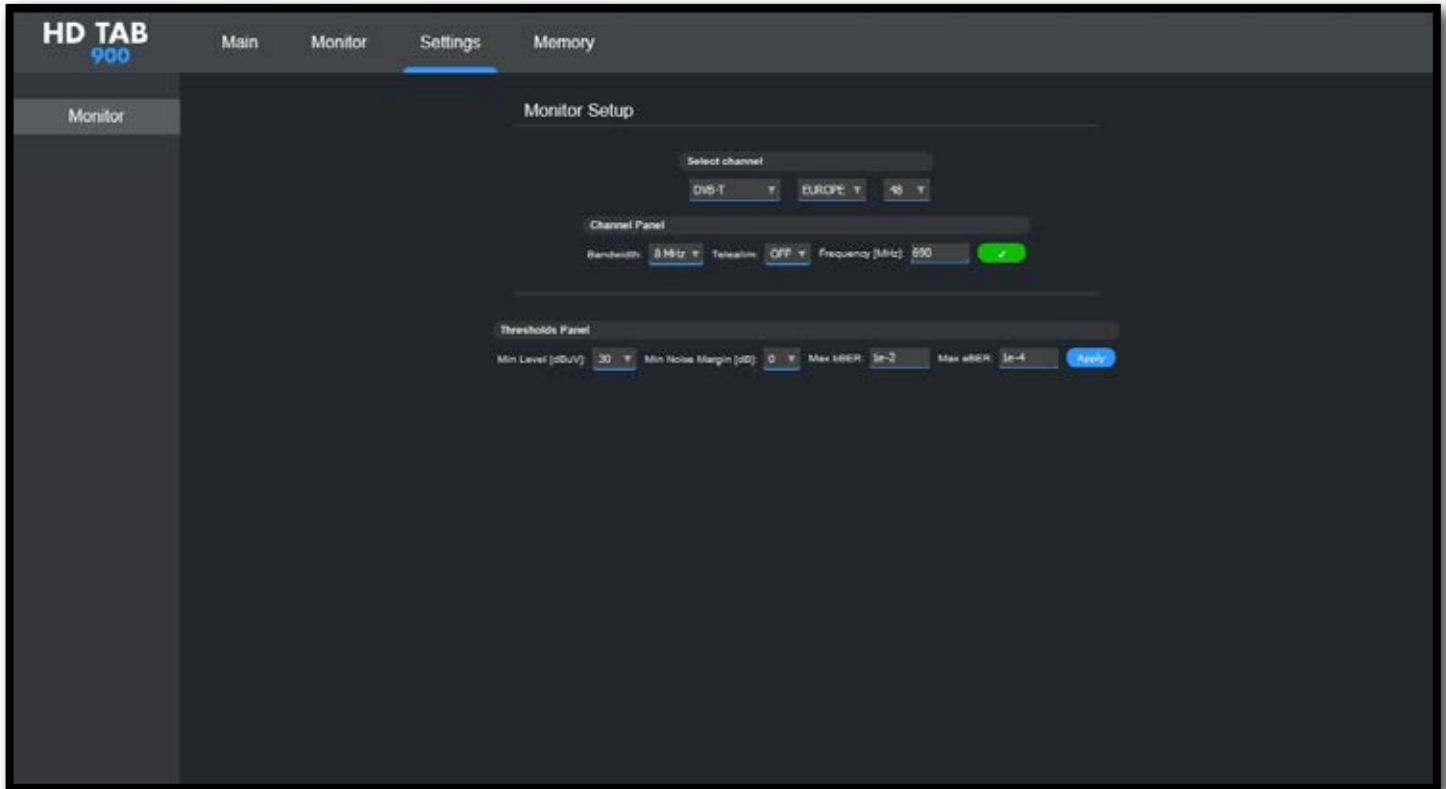 HD TAB
900
Main Monitor Settings Memory
Monitor
Monitor Setup
Select channel
DVB-T EUROPE 48
Channel Panel
Bandwidth: 8 MHz Telealim: OFF Frequency [MHz]: 690 ✓
Thresholds Panel
Min Level [dBuV]: 30 Min Noise Margin [dB]: 0 Max bBER: 1e-2 Max aBER: 1e-4 Apply